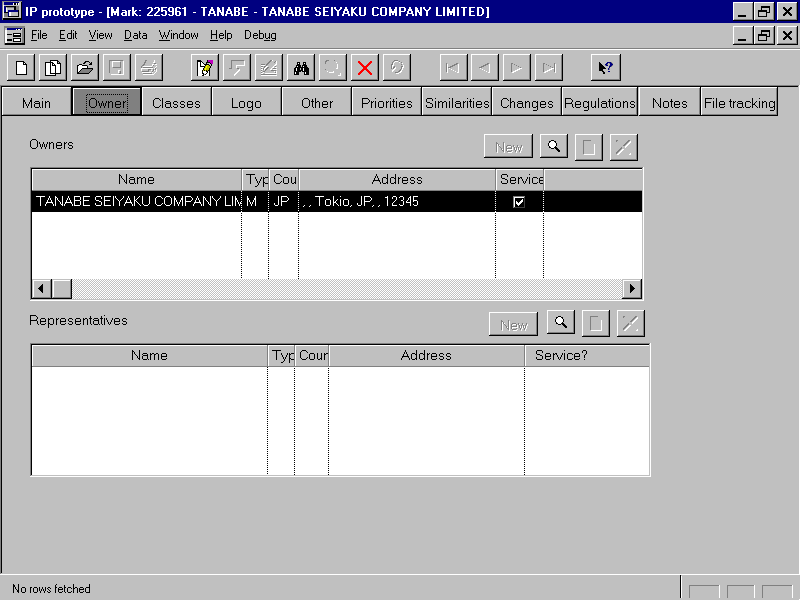 IP prototype - [Mark: 225961 - TANABE - TANABE SEIYAKU COMPANY LIMITED]
File Edit View Data Window Help Debug
Main Owner Classes Logo Other Priorities Similarities Changes Regulations Notes File tracking
Owners New
Name Typ Cou Address Service
TANABE SEIYAKU COMPANY LIM M JP , , Tokio, JP, , 12345
Representatives New
Name Typ Cour Address Service?
No rows fetched